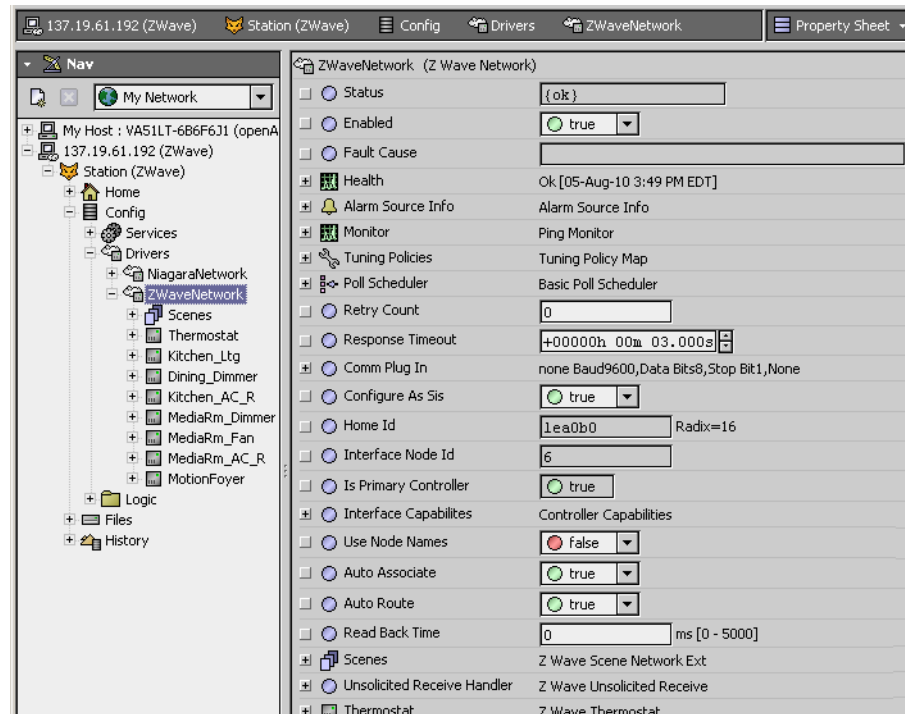 137.19.61.192 (ZWave) Station (ZWave) Config Drivers ZWaveNetwork Property Sheet
Nav
My Network
My Host : VA51LT-6B6F6J1 (openA
137.19.61.192 (ZWave)
Station (ZWave)
Home
Config
Services
Drivers
NiagaraNetwork
ZWaveNetwork
Scenes
Thermostat
Kitchen_Ltg
Dining_Dimmer
Kitchen_AC_R
MediaRm_Dimmer
MediaRm_Fan
MediaRm_AC_R
MotionFoyer
Logic
Files
History
ZWaveNetwork (Z Wave Network)
Status {ok}
Enabled true
Fault Cause
Health Ok [05-Aug-10 3:49 PM EDT]
Alarm Source Info Alarm Source Info
Monitor Ping Monitor
Tuning Policies Tuning Policy Map
Poll Scheduler Basic Poll Scheduler
Retry Count 0
Response Timeout +00000h 00m 03.000s
Comm Plug In none Baud9600,Data Bits8,Stop Bit1,None
Configure As Sis true
Home Id 1ea0b0 Radix=16
Interface Node Id 6
Is Primary Controller true
Interface Capabilites Controller Capabilities
Use Node Names false
Auto Associate true
Auto Route true
Read Back Time 0 ms [0 - 5000]
Scenes Z Wave Scene Network Ext
Unsolicited Receive Handler Z Wave Unsolicited Receive
Thermostat Z Wave Thermostat